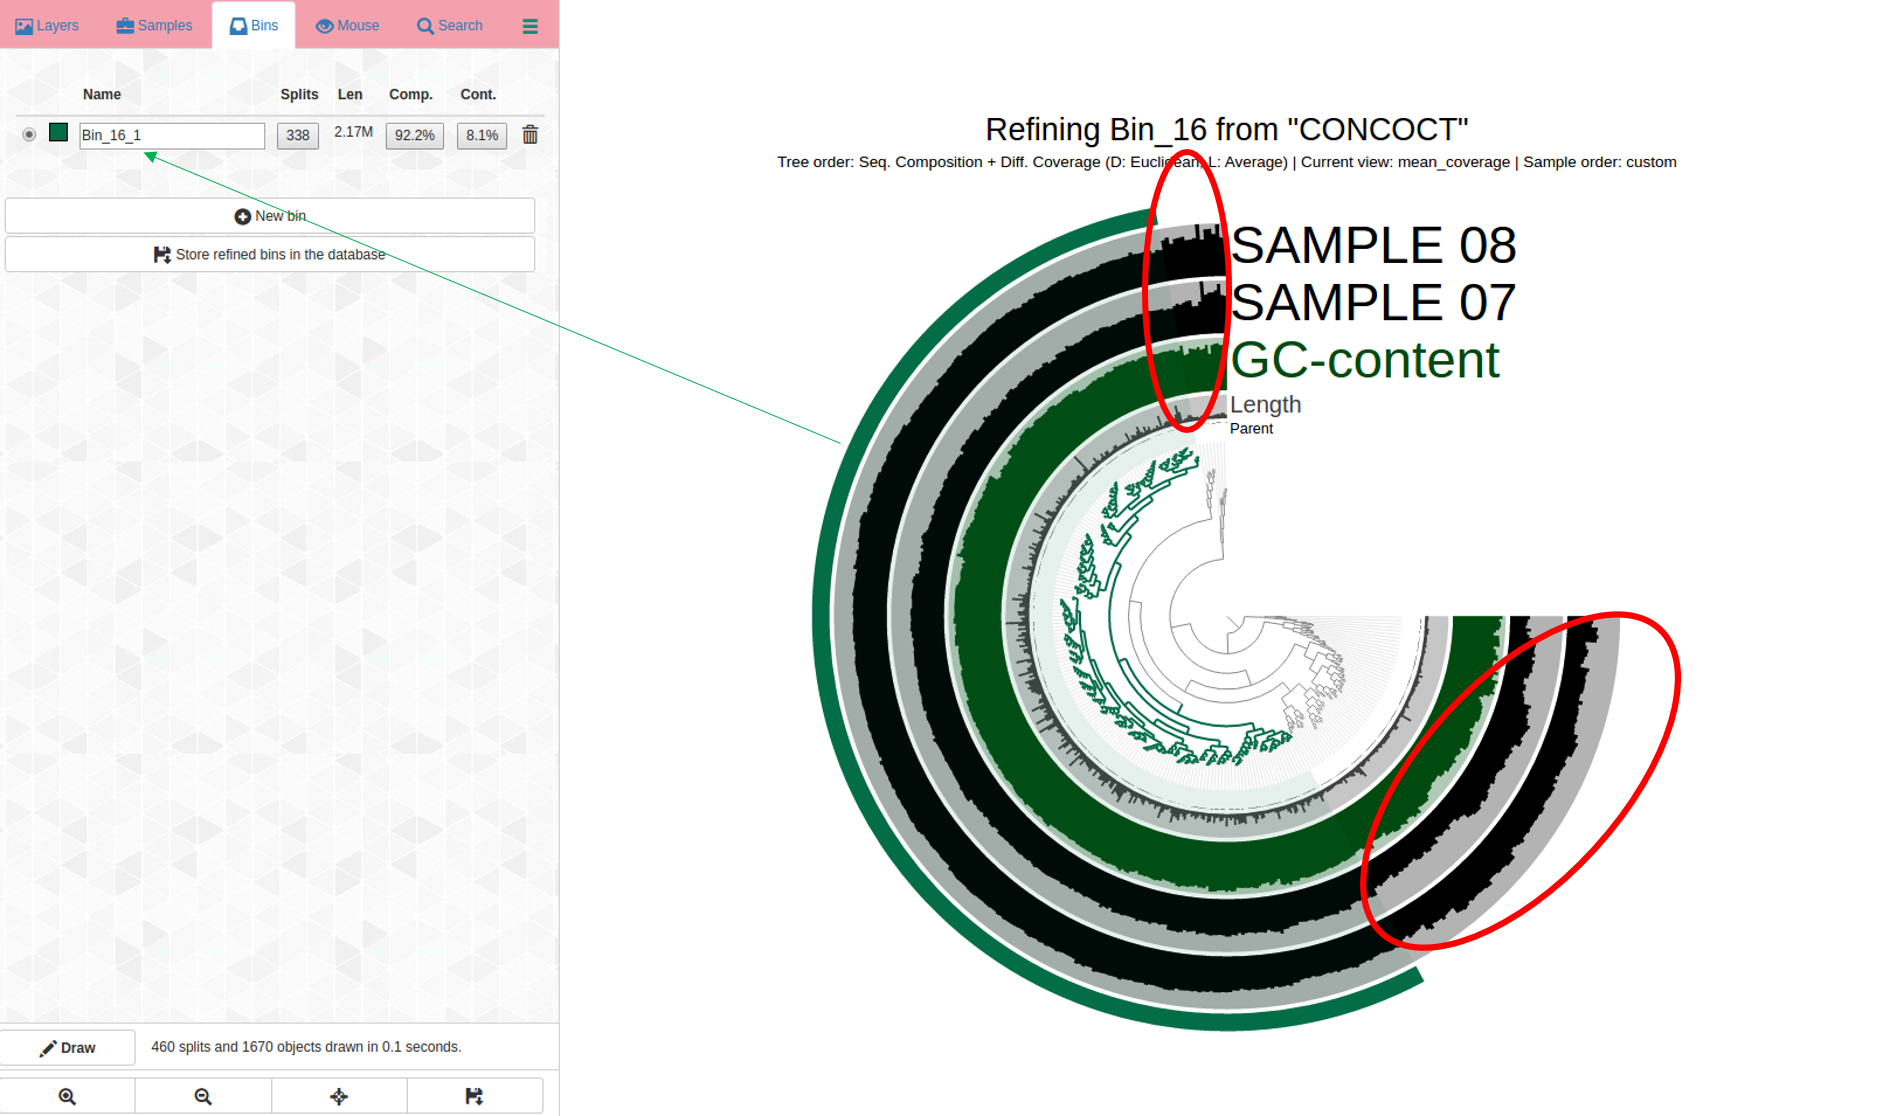 Layers Samples Bins Mouse Search
Name Splits Len Comp. Cont.
Bin_16_1 338 2.17M 92.2% 8.1%
New bin
Store refined bins in the database
Draw 460 splits and 1670 objects drawn in 0.1 seconds.
Refining Bin_16 from "CONCOCT"
Tree order: Seq. Composition + Diff. Coverage (D: Euclidean, L: Average) | Current view: mean_coverage | Sample order: custom
SAMPLE 08
SAMPLE 07
GC-content
Length
Parent